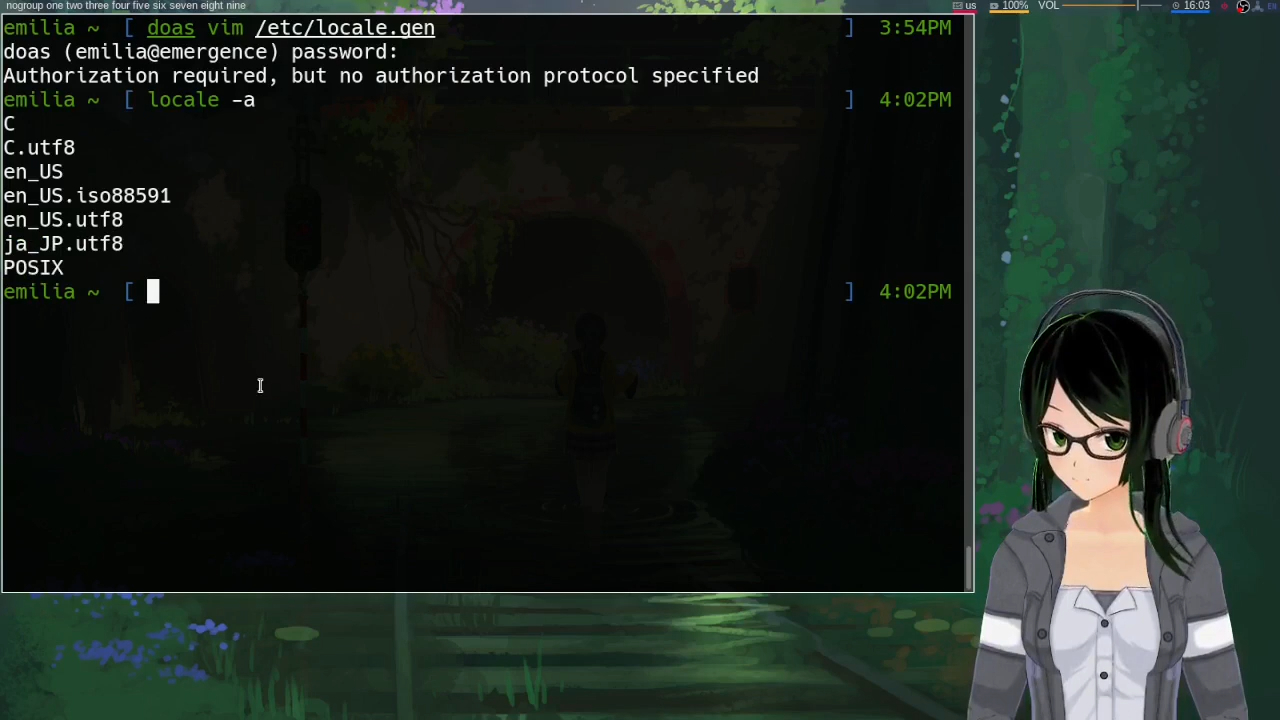 nogroup one two three four five six seven eight nine
us 100% VOL 16:03 EN
emilia ~ [ doas vim /etc/locale.gen ] 3:54PM
doas (emilia@emergence) password:
Authorization required, but no authorization protocol specified
emilia ~ [ locale -a ] 4:02PM
C
C.utf8
en_US
en_US.iso88591
en_US.utf8
ja_JP.utf8
POSIX
emilia ~ [ ] 4:02PM